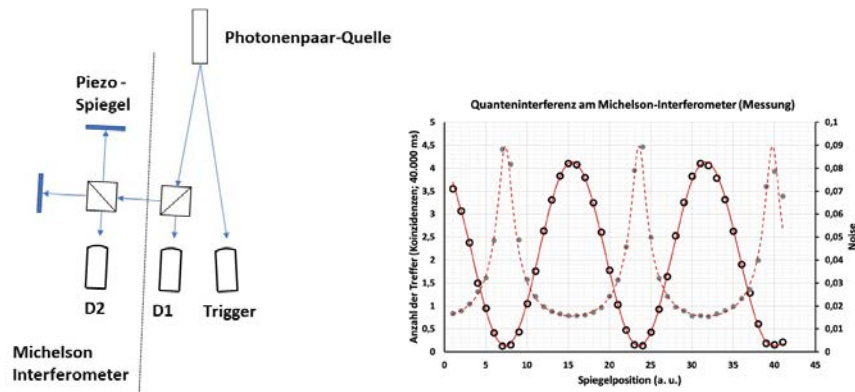 Photonenpaar-Quelle
Piezo -
Spiegel
D2
D1
Trigger
Michelson
Interferometer
Quanteninterferenz am Michelson-Interferometer (Messung)
Anzahl der Treffer (Koinzidenzen; 40.000 ms)
5
4,5
4
3,5
3
2,5
2
1,5
1
0,5
0
0,1
0,09
0,08
0,07
0,06
0,05
0,04
0,03
0,02
0,01
0,00
Noise
0 5 10 15 20 25 30 35 40 45
Spiegelposition (a. u.)